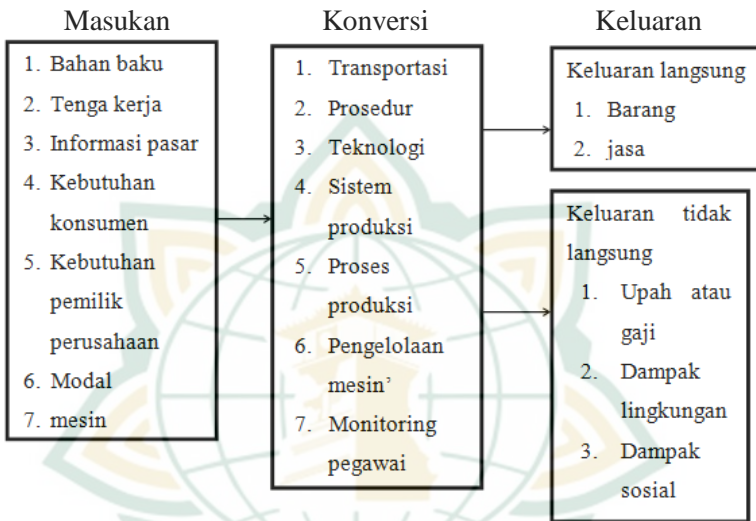 Masukan
1. Bahan baku
2. Tenga kerja
3. Informasi pasar
4. Kebutuhan
konsumen
5. Kebutuhan
pemilik
perusahaan
6. Modal
7. mesin
Konversi
1. Transportasi
2. Prosedur
3. Teknologi
4. Sistem
produksi
5. Proses
produksi
6. Pengelolaan
mesin’
7. Monitoring
pegawai
Keluaran
Keluaran langsung
1. Barang
2. jasa
Keluaran tidak
langsung
1. Upah atau
gaji
2. Dampak
lingkungan
3. Dampak
sosial